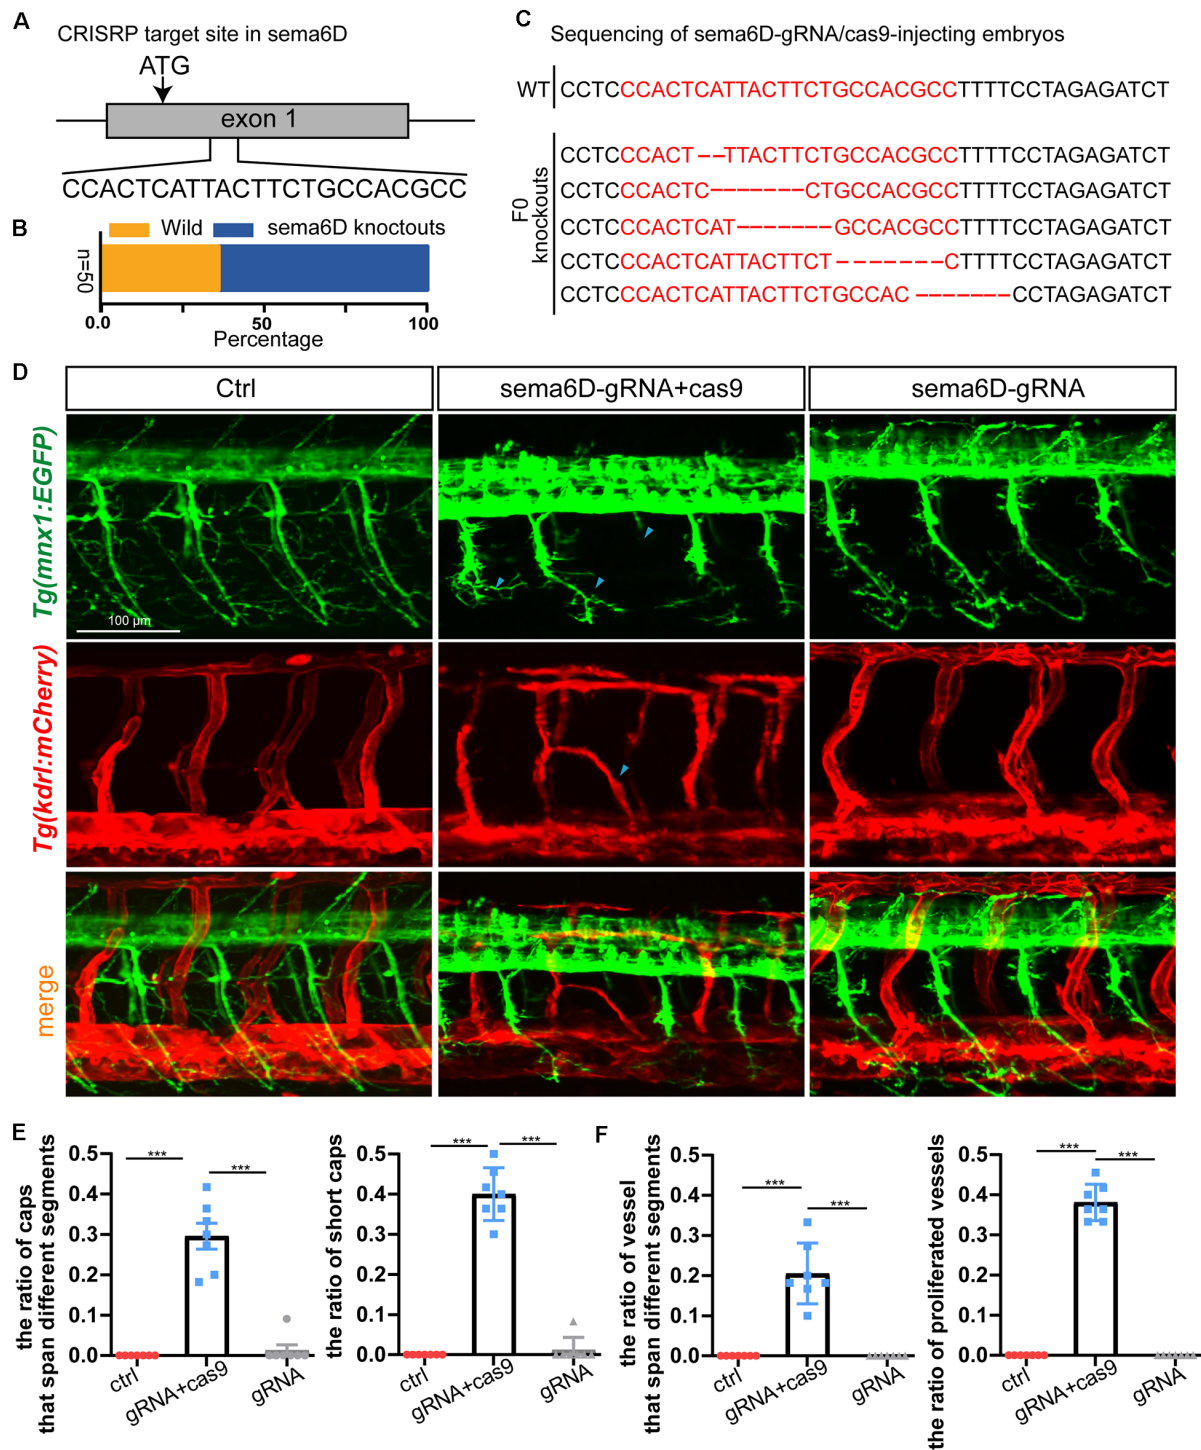 A
CRISRP target site in sema6D
ATG
exon 1
CCACTCATTACTTCTGCCACGCC
B
Wild
sema6D knoctouts
n=50
0.0
50
100
Percentage
C
Sequencing of sema6D-gRNA/cas9-injecting embryos
WT
CCTCCCACTCATTACTTCTGCCACGCCTTTTCCTAGAGATCT
F0
knockouts
CCTCCCACT--TTACTTCTGCCACGCCTTTTCCTAGAGATCT
CCTCCCACTC-------CTGCCACGCCTTTTCCTAGAGATCT
CCTCCCACTCAT-------GCCACGCCTTTTCCTAGAGATCT
CCTCCCACTCATTACTTCT--------CTTTTCCTAGAGATCT
CCTCCCACTCATTACTTCTGCCAC-------CCTAGAGATCT
D
Ctrl
sema6D-gRNA+cas9
sema6D-gRNA
Tg(mnx1:EGFP)
100 μm
Tg(kdrl:mCherry)
merge
E
the ratio of caps
that span different segments
0.5
0.4
0.3
0.2
0.1
0.0
***
***
ctrl
gRNA+cas9
gRNA
the ratio of short caps
0.5
0.4
0.3
0.2
0.1
0.0
***
***
ctrl
gRNA+cas9
gRNA
F
the ratio of vessel
that span different segments
0.5
0.4
0.3
0.2
0.1
0.0
***
***
ctrl
gRNA+cas9
gRNA
the ratio of proliferated vessels
0.5
0.4
0.3
0.2
0.1
0.0
***
***
ctrl
gRNA+cas9
gRNA